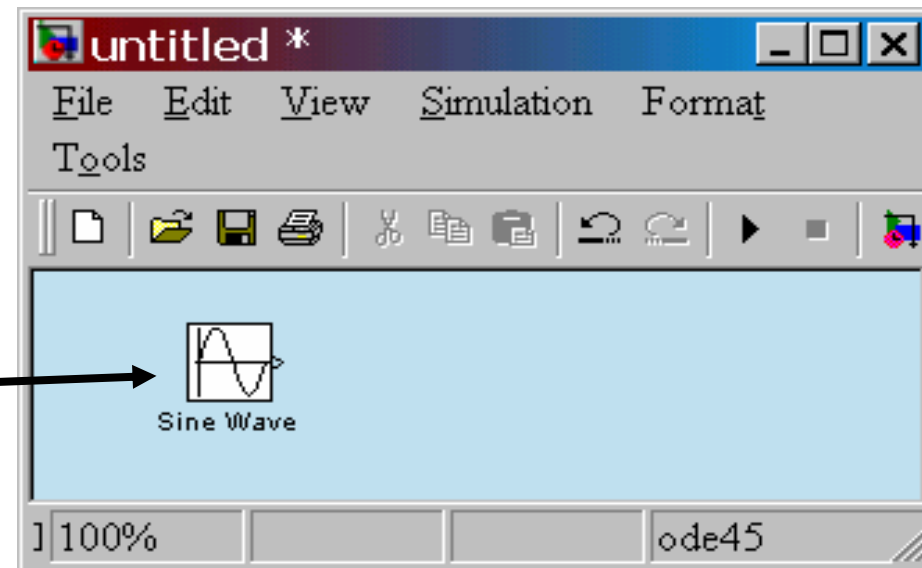 untitled *
File Edit View Simulation Format
Tools
Sine Wave
100% ode45